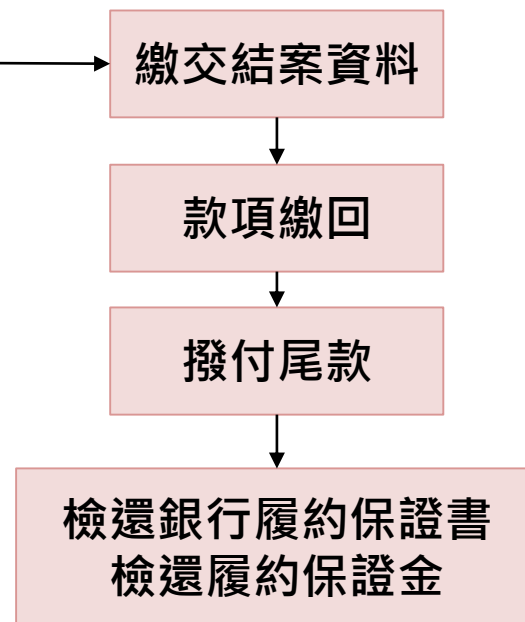 繳交結案資料
款項繳回
撥付尾款
檢還銀行履約保證書
檢還履約保證金